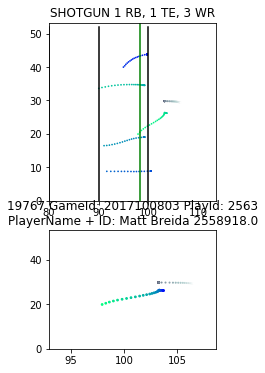 SHOTGUN 1 RB, 1 TE, 3 WR
50
40
30
20
10
0
80 90 100 110
19767 GameId: 2017100803 PlayId: 2563
PlayerName + ID: Matt Breida 2558918.0
40
20
0
95 100 105